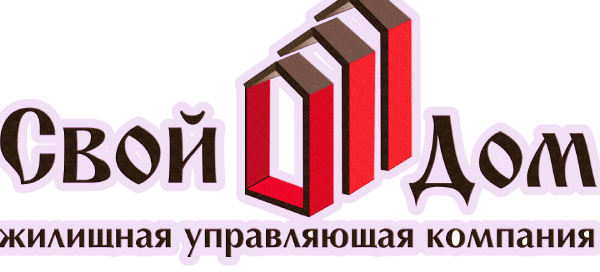 Свой Дом
жилищная управляющая компания